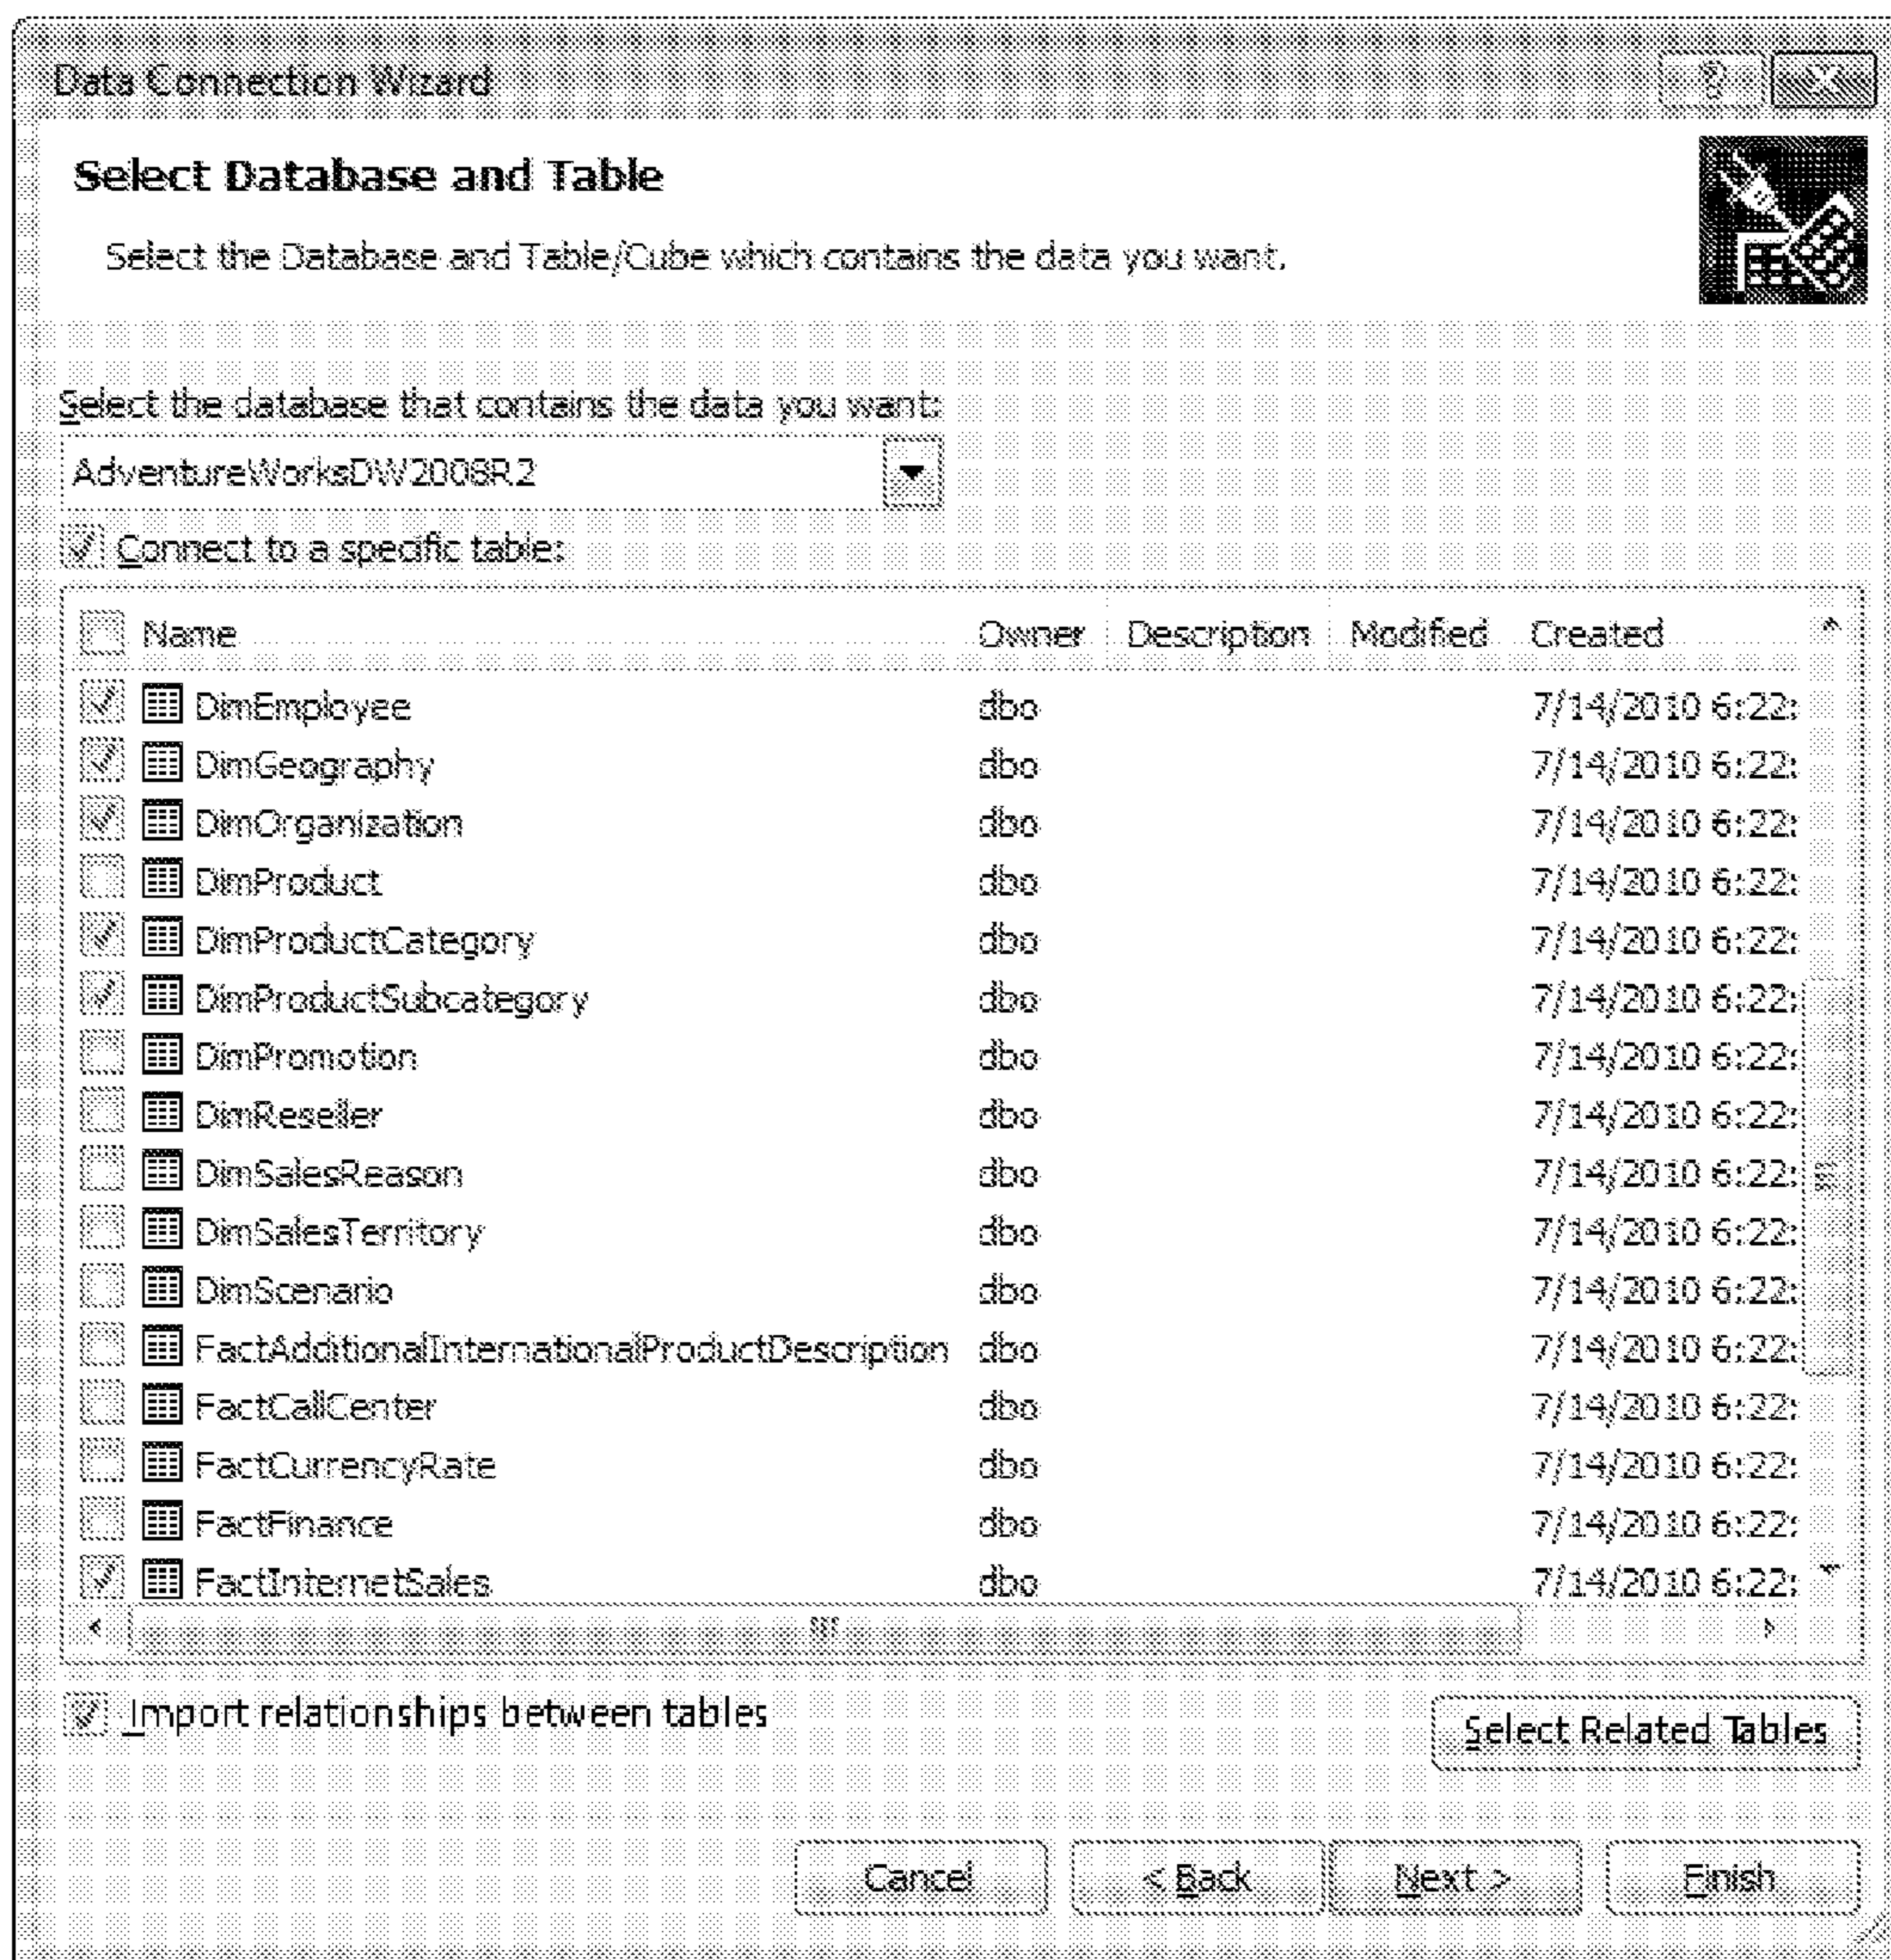 Data Connection Wizard
Select Database and Table
Select the Database and Table/Cube which contains the data you want.
Select the database that contains the data you want:
AdventureWorksDW2008R2
Connect to a specific table:
Name Owner Description Modified Created
DimEmployee dbo 7/14/2010 6:22:
DimGeography dbo 7/14/2010 6:22:
DimOrganization dbo 7/14/2010 6:22:
DimProduct dbo 7/14/2010 6:22:
DimProductCategory dbo 7/14/2010 6:22:
DimProductSubcategory dbo 7/14/2010 6:22:
DimPromotion dbo 7/14/2010 6:22:
DimReseller dbo 7/14/2010 6:22:
DimSalesReason dbo 7/14/2010 6:22:
DimSalesTerritory dbo 7/14/2010 6:22:
DimScenario dbo 7/14/2010 6:22:
FactAdditionalInternationalProductDescription dbo 7/14/2010 6:22:
FactCallCenter dbo 7/14/2010 6:22:
FactCurrencyRate dbo 7/14/2010 6:22:
FactFinance dbo 7/14/2010 6:22:
FactInternetSales dbo 7/14/2010 6:22:
Import relationships between tables
Select Related Tables
Cancel < Back Next > Finish